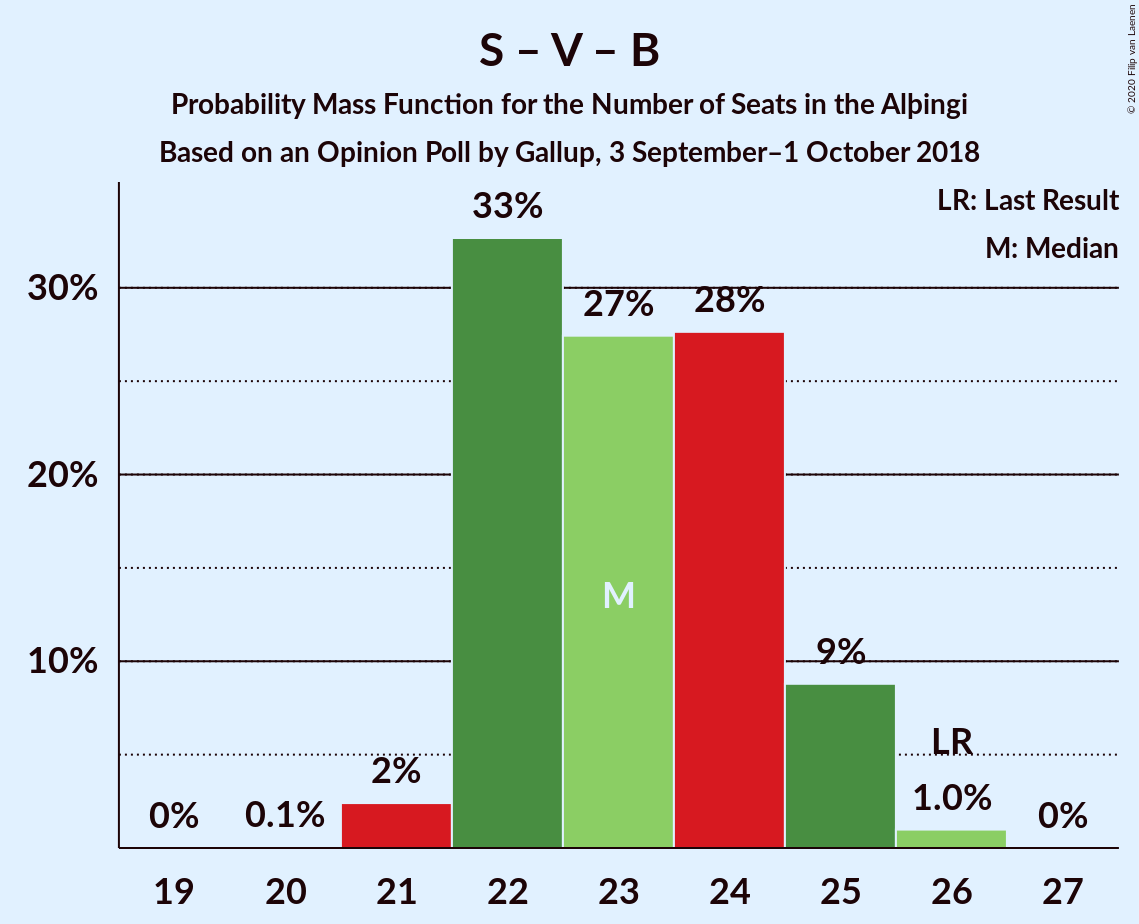 S – V – B
Probability Mass Function for the Number of Seats in the Alþingi
Based on an Opinion Poll by Gallup, 3 September–1 October 2018
© 2020 Filip van Laenen
LR: Last Result
M: Median
33%
30%
27%
28%
20%
M
10%
9%
LR
2%
1.0%
0%
0.1%
0%
19 20 21 22 23 24 25 26 27